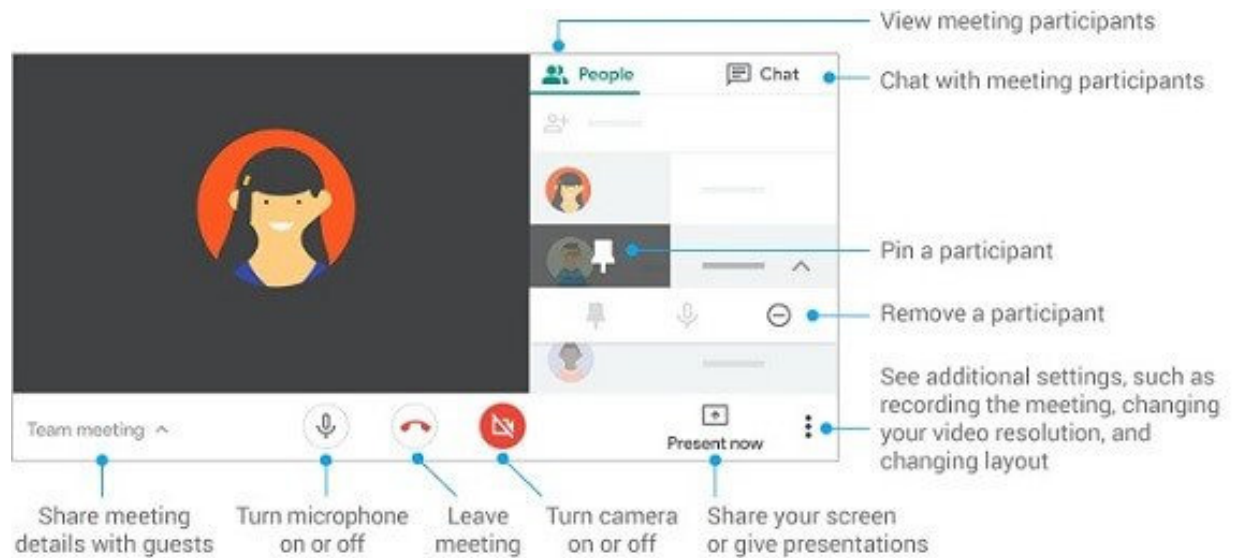 View meeting participants
People
Chat
Chat with meeting participants
Pin a participant
Remove a participant
See additional settings, such as
recording the meeting, changing
your video resolution, and
changing layout
Team meeting
Present now
Share meeting
details with guests
Turn microphone
on or off
Leave
meeting
Turn camera
on or off
Share your screen
or give presentations